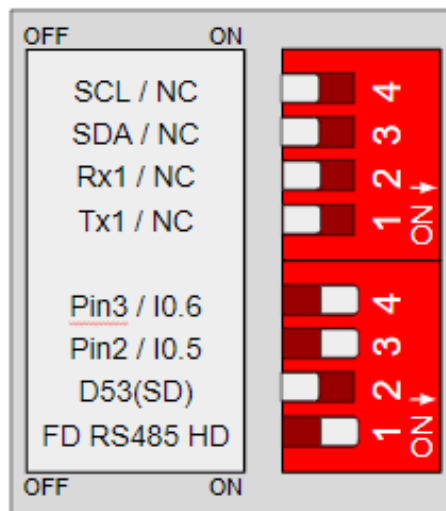 OFF ON
SCL / NC
SDA / NC
Rx1 / NC
Tx1 / NC
4
3
2
1
ON
Pin3 / I0.6
Pin2 / I0.5
D53(SD)
FD RS485 HD
4
3
2
1
ON
OFF ON